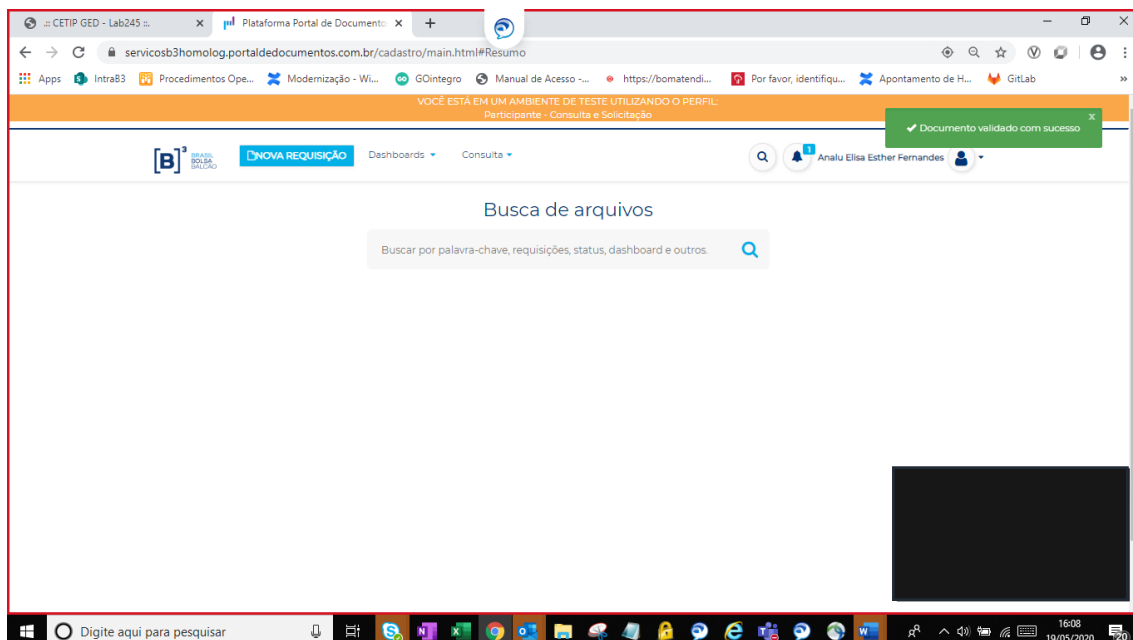 .:: CETIP GED - Lab245 ::.
Plataforma Portal de Documento
servicosb3homolog.portaldedocumentos.com.br/cadastro/main.html#Resumo
Apps
IntraB3
Procedimentos Ope...
Modernização - Wi...
GOintegro
Manual de Acesso -...
https://bomatendi...
Por favor, identifiqu...
Apontamento de H...
GitLab
VOCÊ ESTÁ EM UM AMBIENTE DE TESTE UTILIZANDO O PERFIL:
Participante - Consulta e Solicitação
Documento validado com sucesso
x
[B]³ BRASIL
BOLSA
BALCÃO
NOVA REQUISIÇÃO
Dashboards
Consulta
1
Analu Elisa Esther Fernandes
Busca de arquivos
Buscar por palavra-chave, requisições, status, dashboard e outros.
Digite aqui para pesquisar
16:08
19/05/2020
20